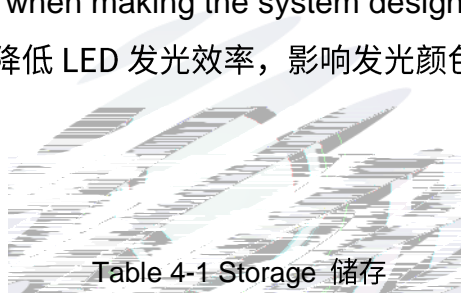 when making the system design
降低 LED 发光效率，影响发光颜色
Table 4-1 Storage 储存